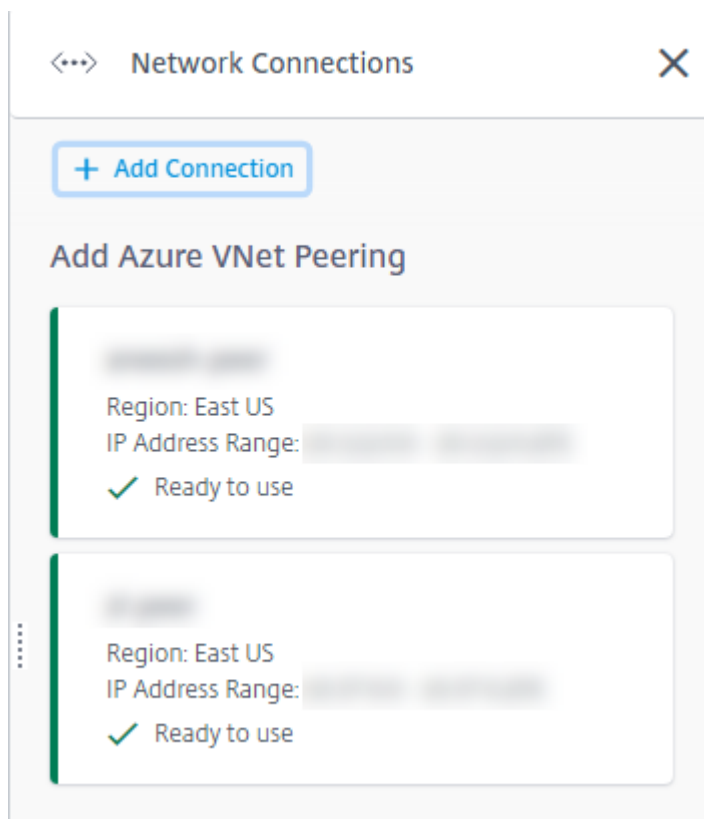 Network Connections
+ Add Connection
Add Azure VNet Peering
Region: East US
IP Address Range:
Ready to use
Region: East US
IP Address Range:
Ready to use